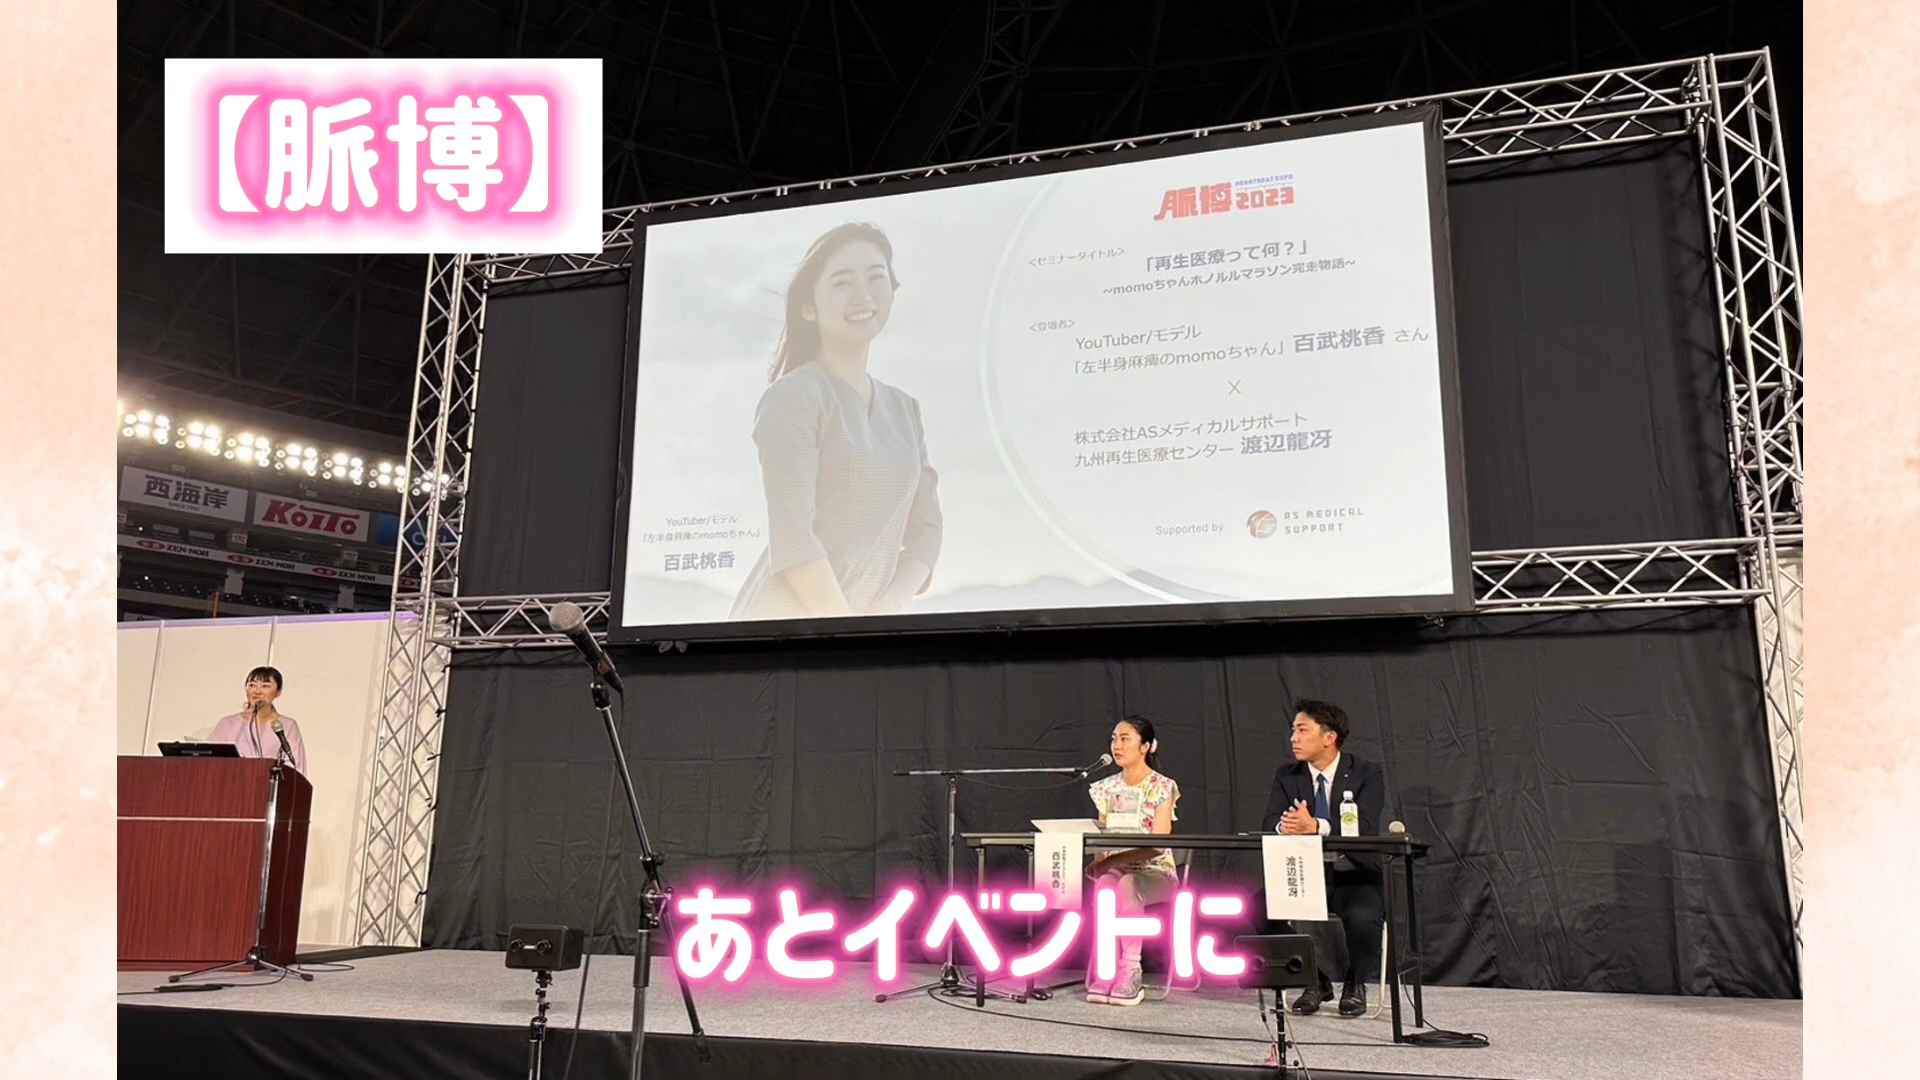 【脈博】
脈博 HEARTBEAT EXPO 2023
<セミナータイトル>
「再生医療って何？」
~momoちゃんホノルルマラソン完走物語~
<登壇者>
YouTuber/モデル
「左半身麻痺のmomoちゃん」百武桃香 さん
×
株式会社ASメディカルサポート
九州再生医療センター 渡辺龍冴
Supported by AS MEDICAL SUPPORT
YouTuber/モデル
「左半身麻痺のmomoちゃん」
百武桃香
西海岸
KOITO
ZEN-NOH
ZEN-NOH
ZEN-NOH
百武桃香
渡辺龍冴
あとイベントに